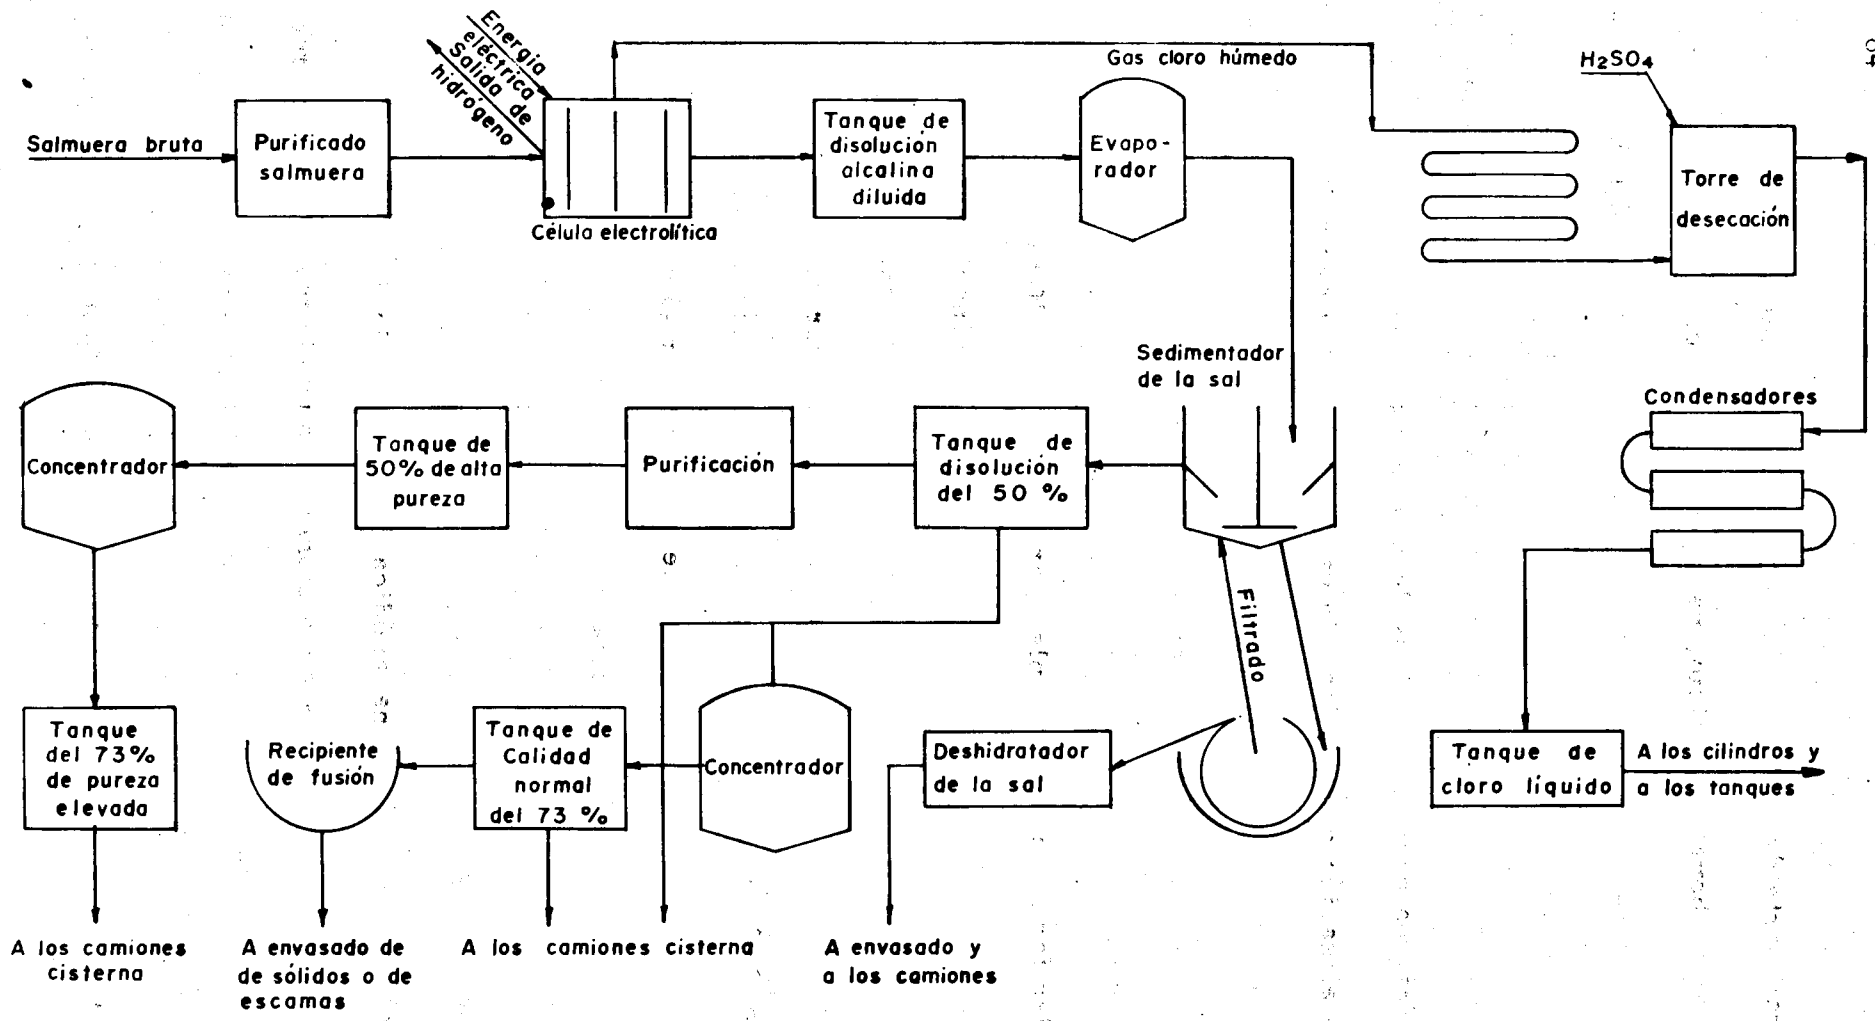 Energía
eléctrica
Salida de
hidrógeno
Gas cloro húmedo
H₂SO₄
Salmuera bruta
Purificado
salmuera
Célula electrolítica
Tanque de
disolución
alcalina
diluida
Evapo-
rador
Torre de
desecación
Sedimentador
de la sal
Condensadores
Concentrador
Tanque de
50% de alta
pureza
Purificación
Tanque de
disolución
del 50 %
Filtrado
Tanque
del 73%
de pureza
elevada
Recipiente
de fusión
Tanque de
Calidad
normal
del 73 %
Concentrador
Deshidratador
de la sal
Tanque de
cloro líquido
A los cilindros y
a los tanques
A los camiones
cisterna
A envasado de
de sólidos o de
escamas
A los camiones cisterna
A envasado y
a los camiones